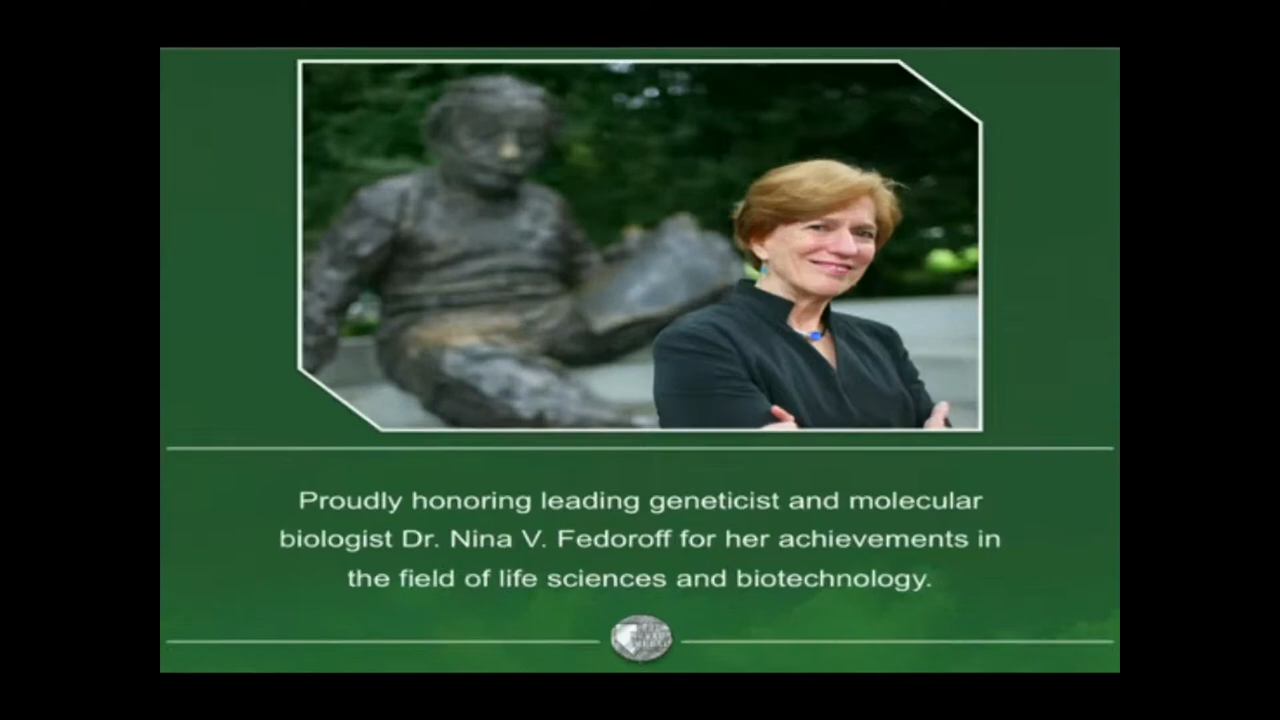 Proudly honoring leading geneticist and molecular
biologist Dr. Nina V. Fedoroff for her achievements in
the field of life sciences and biotechnology.